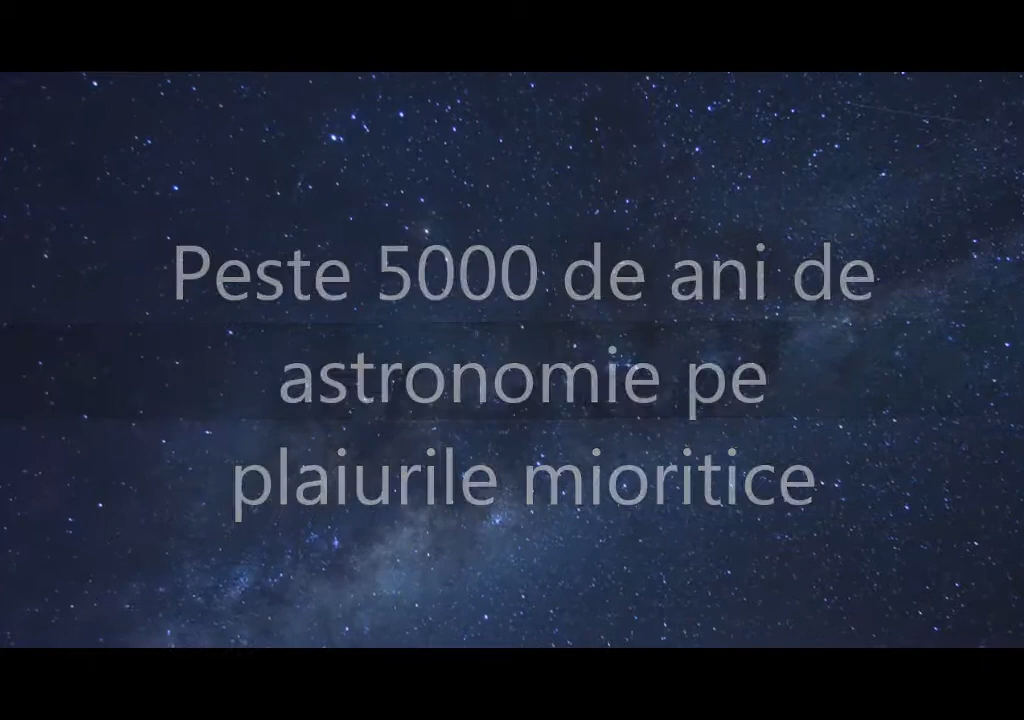 Peste 5000 de ani de
astronomie pe
plaiurile mioritice